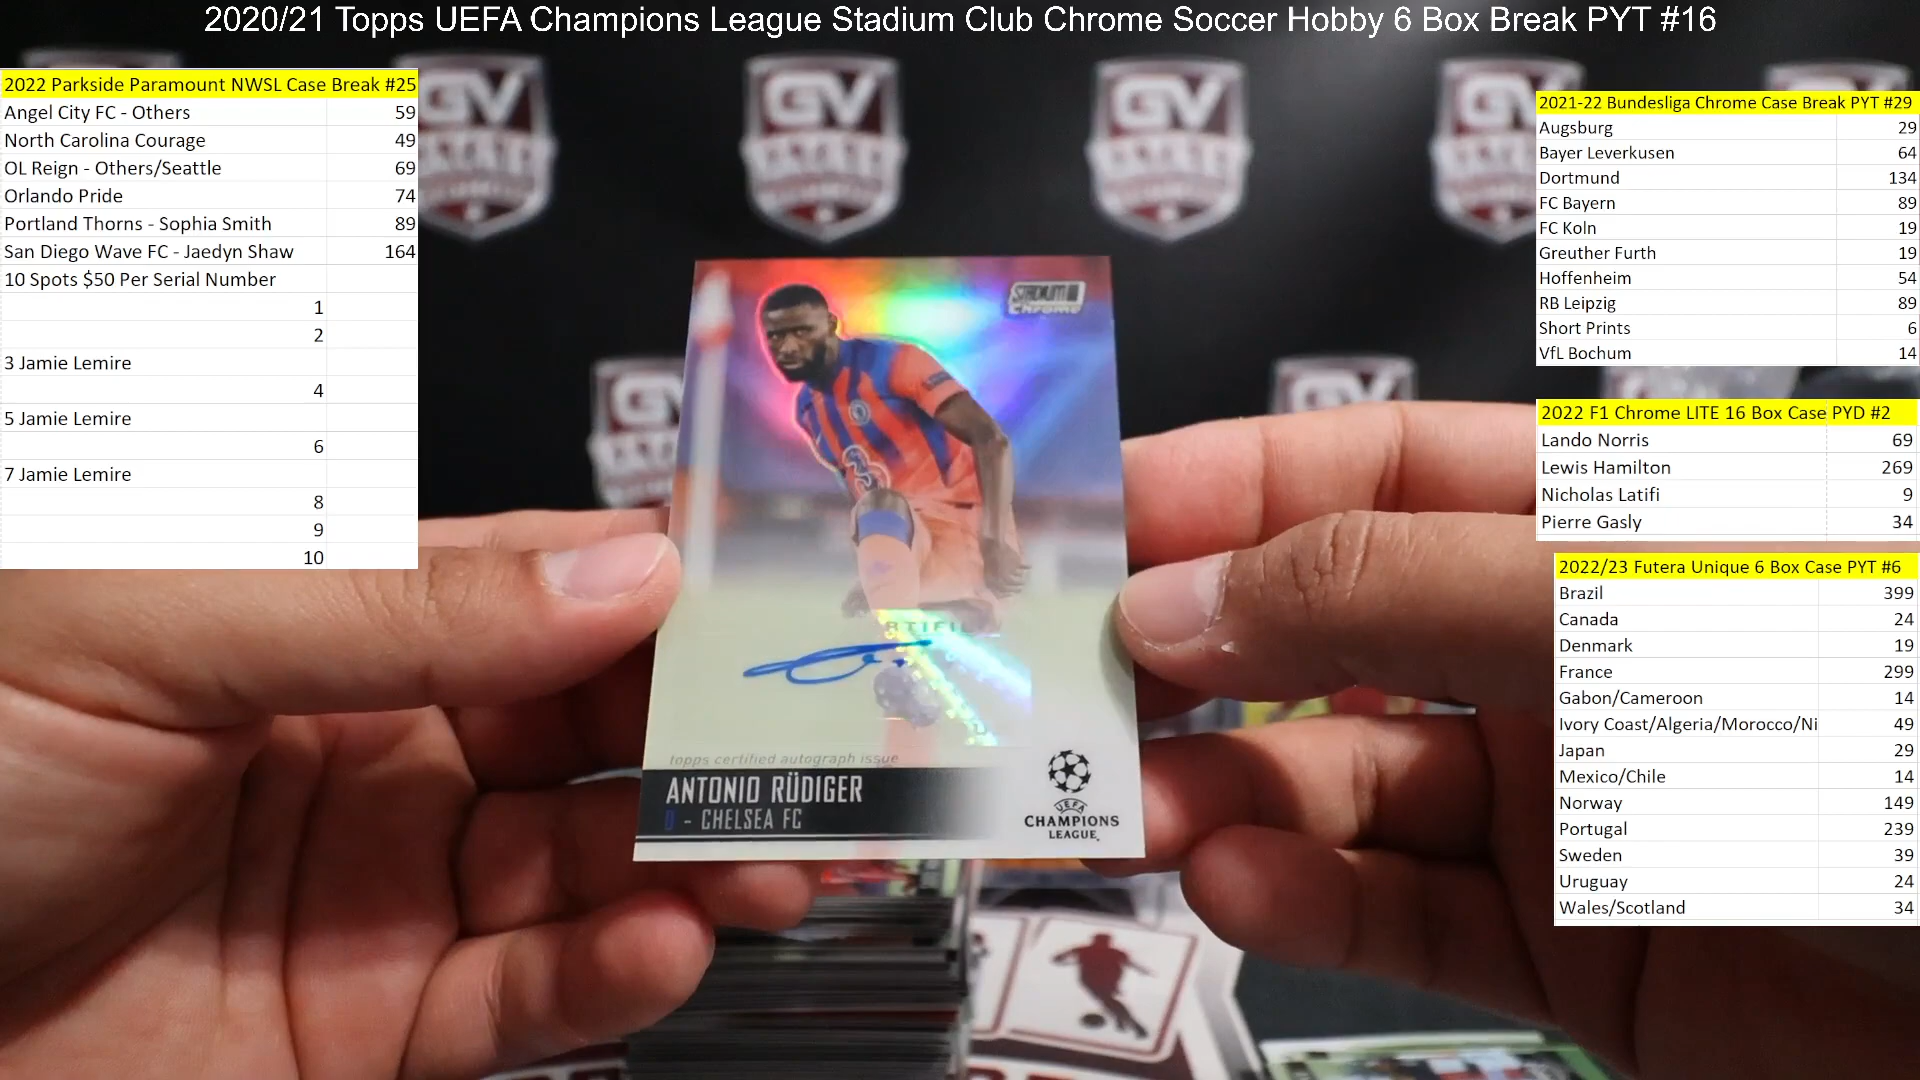 2020/21 Topps UEFA Champions League Stadium Club Chrome Soccer Hobby 6 Box Break PYT #16
2022 Parkside Paramount NWSL Case Break #25
Angel City FC - Others 59
North Carolina Courage 49
OL Reign - Others/Seattle 69
Orlando Pride 74
Portland Thorns - Sophia Smith 89
San Diego Wave FC - Jaedyn Shaw 164
10 Spots $50 Per Serial Number
1
2
3 Jamie Lemire
4
5 Jamie Lemire
6
7 Jamie Lemire
8
9
10
2021-22 Bundesliga Chrome Case Break PYT #29
Augsburg 29
Bayer Leverkusen 64
Dortmund 134
FC Bayern 89
FC Koln 19
Greuther Furth 19
Hoffenheim 54
RB Leipzig 89
Short Prints 6
VfL Bochum 14
2022 F1 Chrome LITE 16 Box Case PYD #2
Lando Norris 69
Lewis Hamilton 269
Nicholas Latifi 9
Pierre Gasly 34
2022/23 Futera Unique 6 Box Case PYT #6
Brazil 399
Canada 24
Denmark 19
France 299
Gabon/Cameroon 14
Ivory Coast/Algeria/Morocco/Ni 49
Japan 29
Mexico/Chile 14
Norway 149
Portugal 239
Sweden 39
Uruguay 24
Wales/Scotland 34
GV
GV
GV
GV
GV
GV
STADIUM
Chrome
topps certified autograph issue
ANTONIO RÜDIGER
D - CHELSEA FC
UEFA
CHAMPIONS
LEAGUE